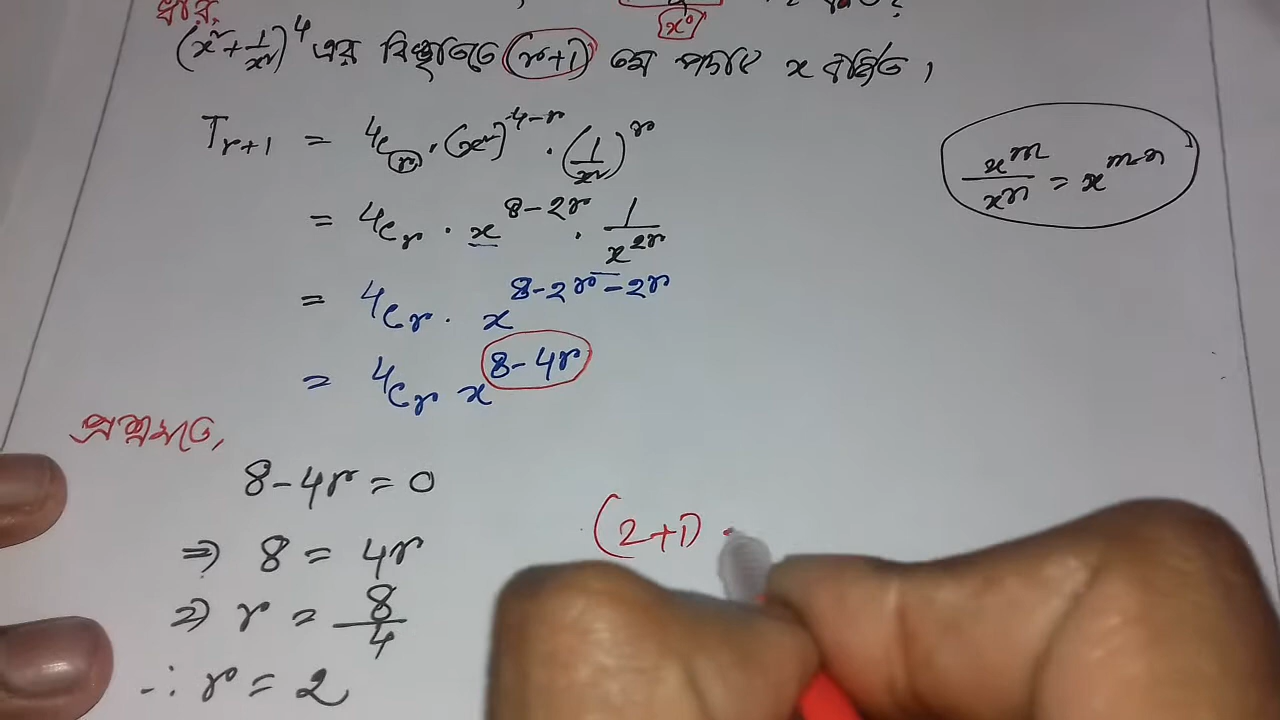 ধরি,
x⁰
(x² + 1/x²)⁴ এর বিস্তৃতিতে (r+1) তম পদটি x বর্জিত,
T_{r+1} = ⁴C_r · (x²)^{4-r} · (1/x²)^r
x^m/x^n = x^{m-n}
= ⁴C_r · x^{8-2r} · 1/x^{2r}
= ⁴C_r · x^{8-2r-2r}
= ⁴C_r x^{8-4r}
প্রশ্নমতে,
8-4r = 0
(2+1)
⇒ 8 = 4r
⇒ r = 8/4
∴ r = 2